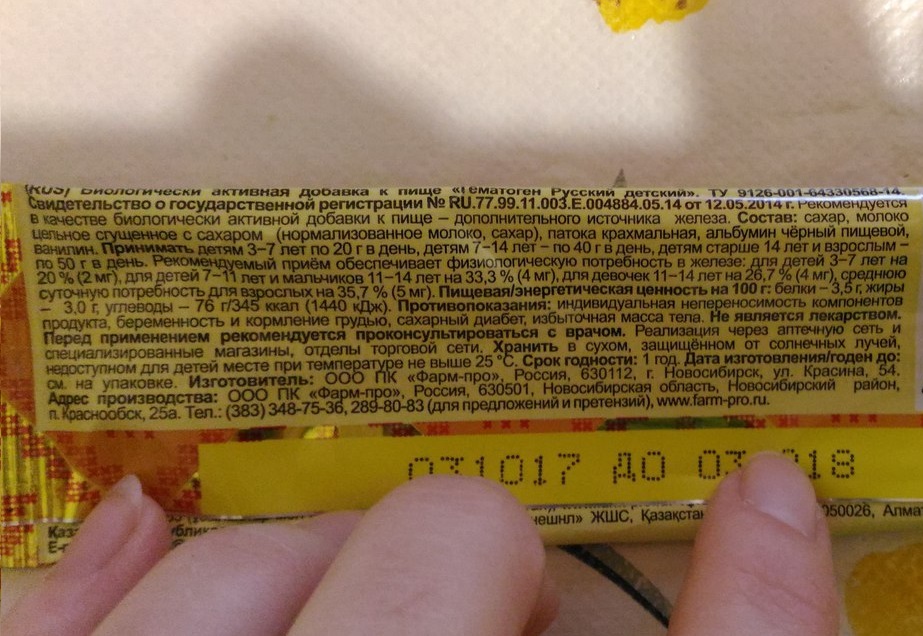 (RUS) Биологически активная добавка к пище «Гематоген Русский детский». ТУ 9126-001-64330568-14.
Свидетельство о государственной регистрации № RU.77.99.11.003.Е.004884.05.14 от 12.05.2014 г. Рекомендуется
в качестве биологически активной добавки к пище – дополнительного источника железа. Состав: сахар, молоко
цельное сгущенное с сахаром (нормализованное молоко, сахар), патока крахмальная, альбумин чёрный пищевой,
ванилин. Принимать детям 3–7 лет по 20 г в день, детям 7–14 лет – по 40 г в день, детям старше 14 лет и взрослым –
по 50 г в день. Рекомендуемый приём обеспечивает физиологическую потребность в железе: для детей 3–7 лет на
20 % (2 мг), для детей 7–11 лет и мальчиков 11–14 лет на 33,3 % (4 мг), для девочек 11–14 лет на 26,7 % (4 мг), среднюю
суточную потребность для взрослых на 35,7 % (5 мг). Пищевая/энергетическая ценность на 100 г: белки – 3,5 г, жиры
– 3,0 г, углеводы – 76 г/345 ккал (1440 кДж). Противопоказания: индивидуальная непереносимость компонентов
продукта, беременность и кормление грудью, сахарный диабет, избыточная масса тела. Не является лекарством.
Перед применением рекомендуется проконсультироваться с врачом. Реализация через аптечную сеть и
специализированные магазины, отделы торговой сети. Хранить в сухом, защищённом от солнечных лучей,
недоступном для детей месте при температуре не выше 25 °С. Срок годности: 1 год. Дата изготовления/годен до:
см. на упаковке. Изготовитель: ООО ПК «Фарм-про», Россия, 630112, г. Новосибирск, ул. Красина, 54.
Адрес производства: ООО ПК «Фарм-про», Россия, 630501, Новосибирская область, Новосибирский район,
п. Краснообск, 25а. Тел.: (383) 348-75-36, 289-80-83 (для предложений и претензий), www.farm-pro.ru.
031017 ДО 03 018
ЖШС, Қазақстан 050026, Алма